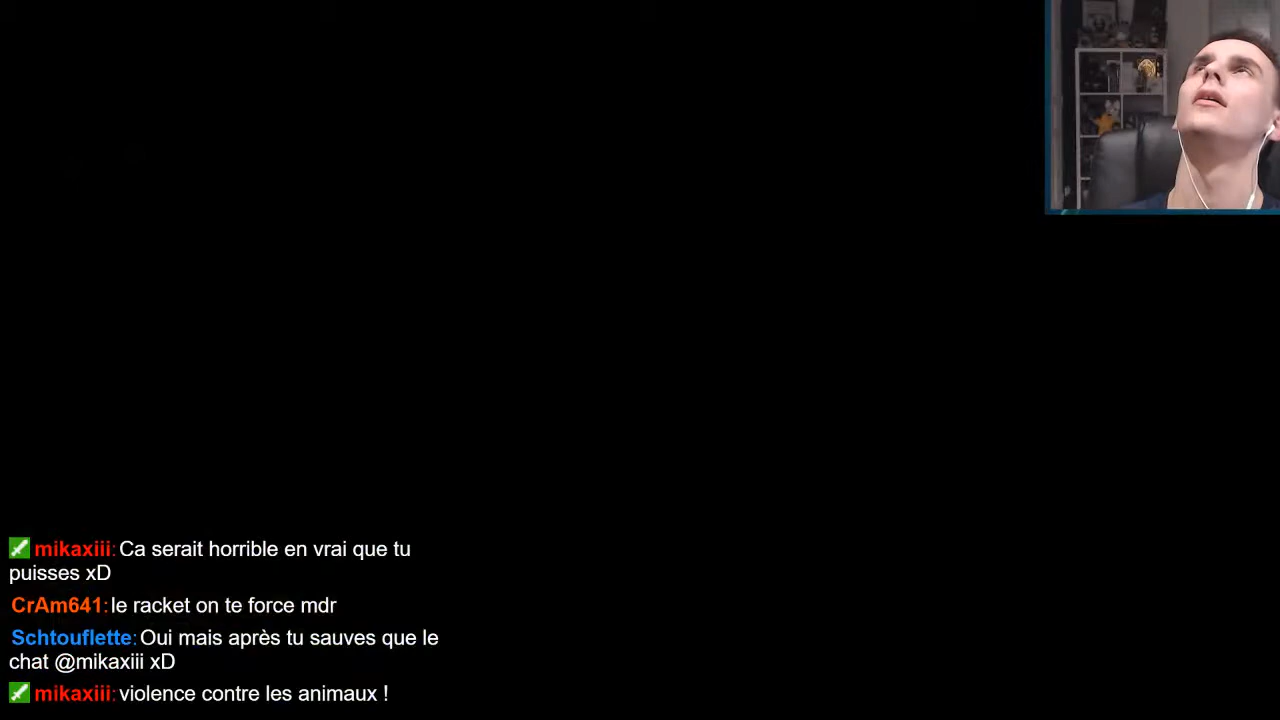 mikaxiii: Ca serait horrible en vrai que tu
puisses xD
CrAm641: le racket on te force mdr
Schtouflette: Oui mais après tu sauves que le
chat @mikaxiii xD
mikaxiii: violence contre les animaux !